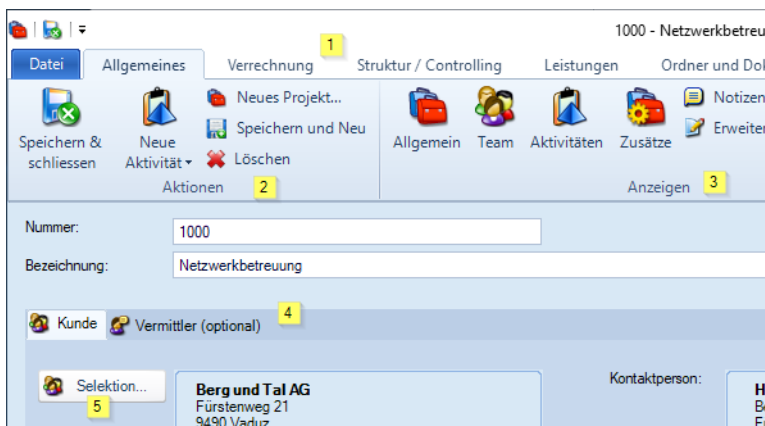 1000 - Netzwerkbetreu
1
Datei Allgemeines Verrechnung Struktur / Controlling Leistungen Ordner und Dok
Speichern & schliessen
Neue Aktivität
Neues Projekt...
Speichern und Neu
Löschen
Aktionen 2
Allgemein Team Aktivitäten Zusätze
Notizen
Erweiter
Anzeigen 3
Nummer: 1000
Bezeichnung: Netzwerkbetreuung
4
Kunde Vermittler (optional)
Selektion...
5
Berg und Tal AG
Fürstenweg 21
9490 Vaduz
Kontaktperson:
H